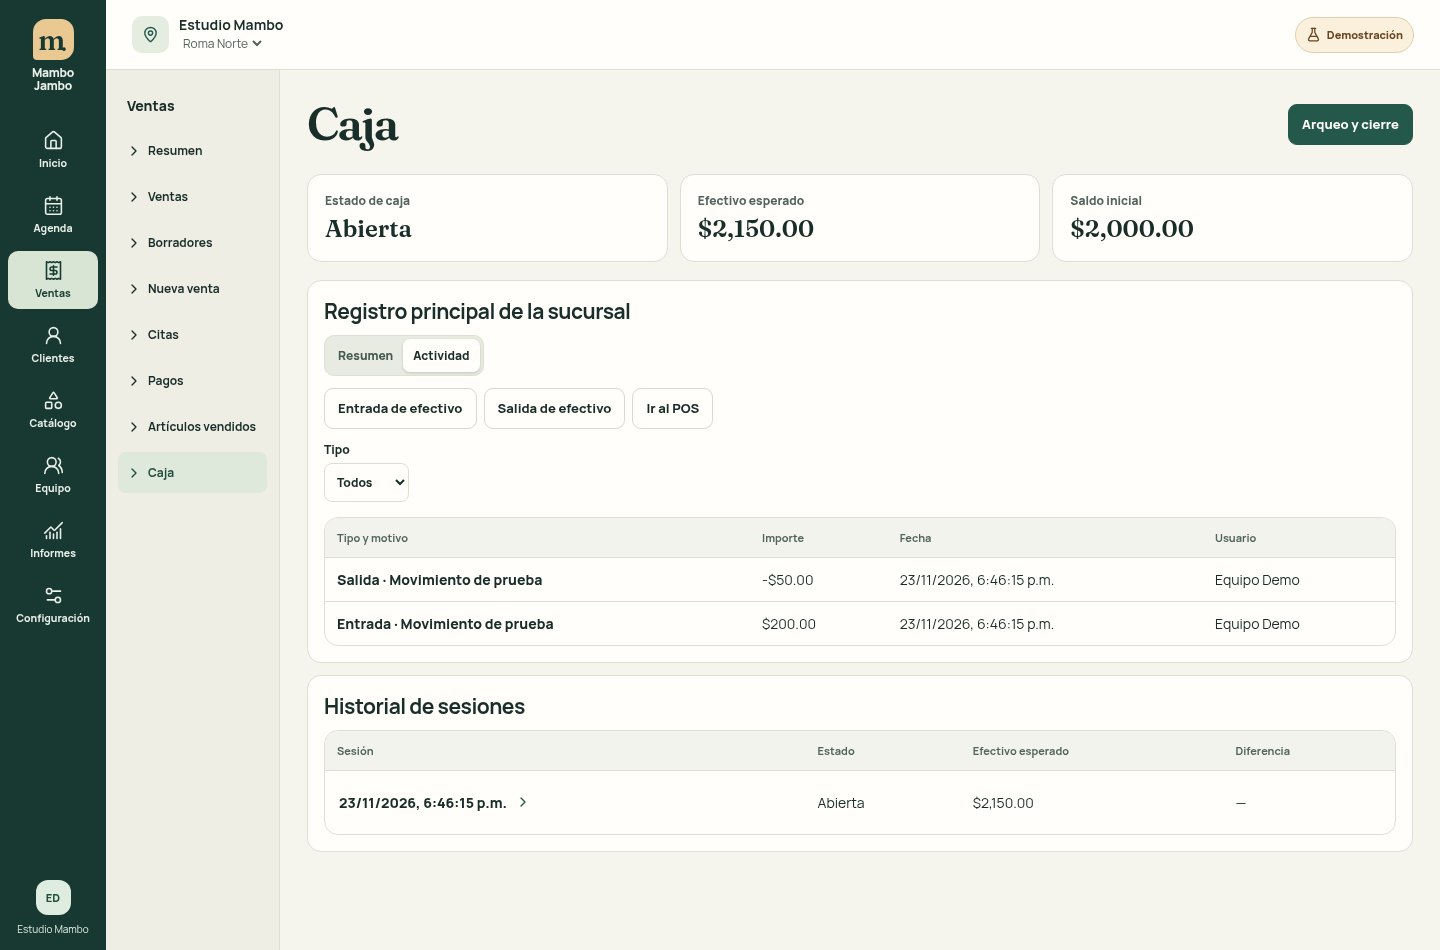 m.
Mambo
Jambo
Inicio
Agenda
Ventas
Clientes
Catálogo
Equipo
Informes
Configuración
ED
Estudio Mambo
Estudio Mambo
Roma Norte
Demostración
Ventas
Resumen
Ventas
Borradores
Nueva venta
Citas
Pagos
Artículos vendidos
Caja
Caja
Arqueo y cierre
Estado de caja
Abierta
Efectivo esperado
$2,150.00
Saldo inicial
$2,000.00
Registro principal de la sucursal
Resumen Actividad
Entrada de efectivo Salida de efectivo Ir al POS
Tipo
Todos
Tipo y motivo Importe Fecha Usuario
Salida · Movimiento de prueba -$50.00 23/11/2026, 6:46:15 p.m. Equipo Demo
Entrada · Movimiento de prueba $200.00 23/11/2026, 6:46:15 p.m. Equipo Demo
Historial de sesiones
Sesión Estado Efectivo esperado Diferencia
23/11/2026, 6:46:15 p.m. Abierta $2,150.00 —